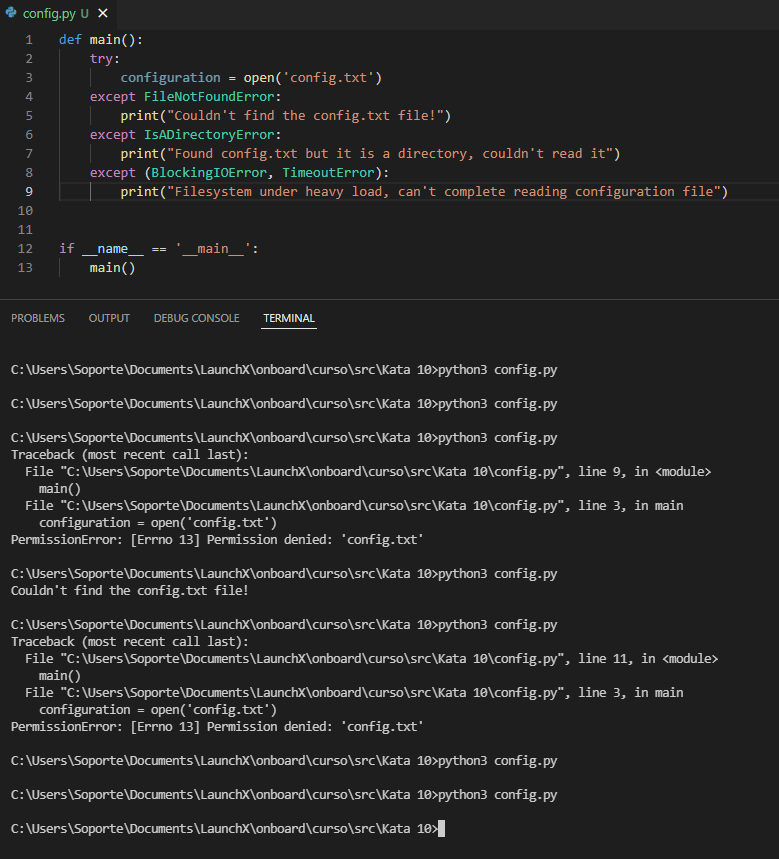 config.py U
1 def main():
2 try:
3 configuration = open('config.txt')
4 except FileNotFoundError:
5 print("Couldn't find the config.txt file!")
6 except IsADirectoryError:
7 print("Found config.txt but it is a directory, couldn't read it")
8 except (BlockingIOError, TimeoutError):
9 print("Filesystem under heavy load, can't complete reading configuration file")
10
11
12 if __name__ == '__main__':
13 main()
PROBLEMS OUTPUT DEBUG CONSOLE TERMINAL
C:\Users\Soporte\Documents\LaunchX\onboard\curso\src\Kata 10>python3 config.py
C:\Users\Soporte\Documents\LaunchX\onboard\curso\src\Kata 10>python3 config.py
C:\Users\Soporte\Documents\LaunchX\onboard\curso\src\Kata 10>python3 config.py
Traceback (most recent call last):
File "C:\Users\Soporte\Documents\LaunchX\onboard\curso\src\Kata 10\config.py", line 9, in <module>
main()
File "C:\Users\Soporte\Documents\LaunchX\onboard\curso\src\Kata 10\config.py", line 3, in main
configuration = open('config.txt')
PermissionError: [Errno 13] Permission denied: 'config.txt'
C:\Users\Soporte\Documents\LaunchX\onboard\curso\src\Kata 10>python3 config.py
Couldn't find the config.txt file!
C:\Users\Soporte\Documents\LaunchX\onboard\curso\src\Kata 10>python3 config.py
Traceback (most recent call last):
File "C:\Users\Soporte\Documents\LaunchX\onboard\curso\src\Kata 10\config.py", line 11, in <module>
main()
File "C:\Users\Soporte\Documents\LaunchX\onboard\curso\src\Kata 10\config.py", line 3, in main
configuration = open('config.txt')
PermissionError: [Errno 13] Permission denied: 'config.txt'
C:\Users\Soporte\Documents\LaunchX\onboard\curso\src\Kata 10>python3 config.py
C:\Users\Soporte\Documents\LaunchX\onboard\curso\src\Kata 10>python3 config.py
C:\Users\Soporte\Documents\LaunchX\onboard\curso\src\Kata 10>